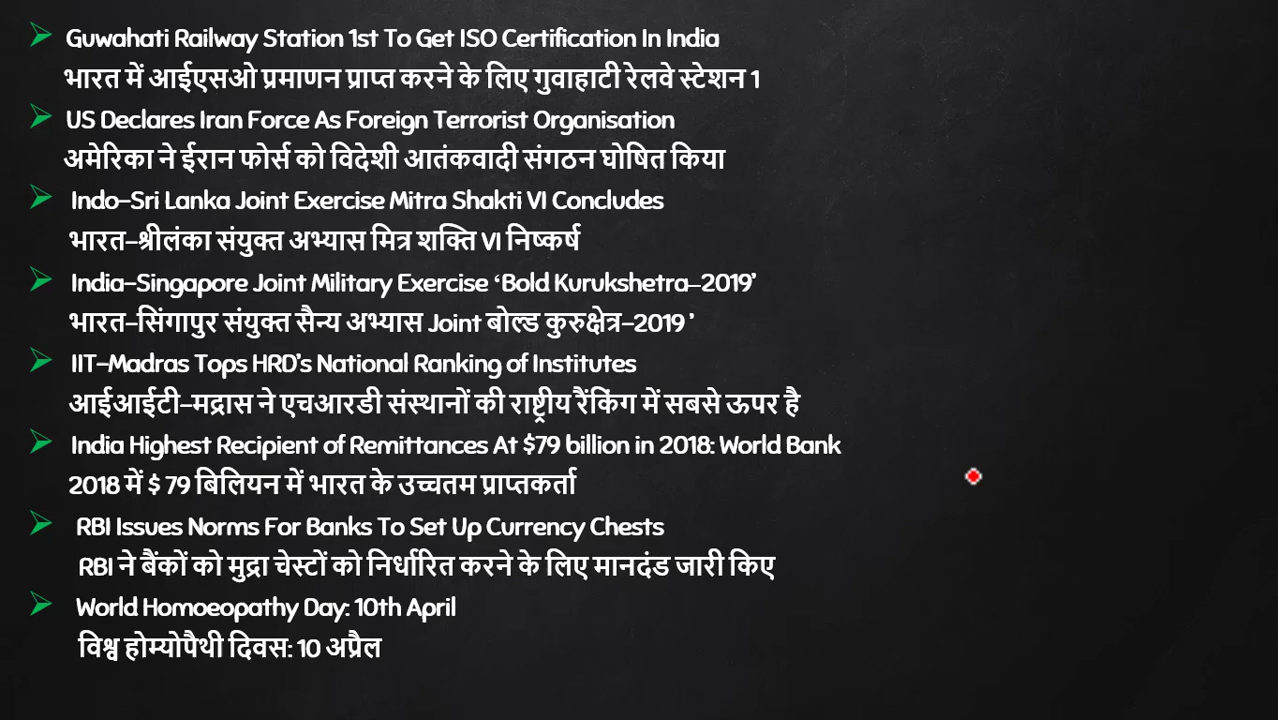 Guwahati Railway Station 1st To Get ISO Certification In India
भारत में आईएसओ प्रमाणन प्राप्त करने के लिए गुवाहाटी रेलवे स्टेशन 1
US Declares Iran Force As Foreign Terrorist Organisation
अमेरिका ने ईरान फोर्स को विदेशी आतंकवादी संगठन घोषित किया
Indo-Sri Lanka Joint Exercise Mitra Shakti VI Concludes
भारत-श्रीलंका संयुक्त अभ्यास मित्र शक्ति VI निष्कर्ष
India-Singapore Joint Military Exercise ‘Bold Kurukshetra-2019’
भारत-सिंगापुर संयुक्त सैन्य अभ्यास Joint बोल्ड कुरुक्षेत्र-2019 ’
IIT-Madras Tops HRD’s National Ranking of Institutes
आईआईटी-मद्रास ने एचआरडी संस्थानों की राष्ट्रीय रैंकिंग में सबसे ऊपर है
India Highest Recipient of Remittances At $79 billion in 2018: World Bank
2018 में $ 79 बिलियन में भारत के उच्चतम प्राप्तकर्ता
RBI Issues Norms For Banks To Set Up Currency Chests
RBI ने बैंकों को मुद्रा चेस्टों को निर्धारित करने के लिए मानदंड जारी किए
World Homoeopathy Day: 10th April
विश्व होम्योपैथी दिवस: 10 अप्रैल